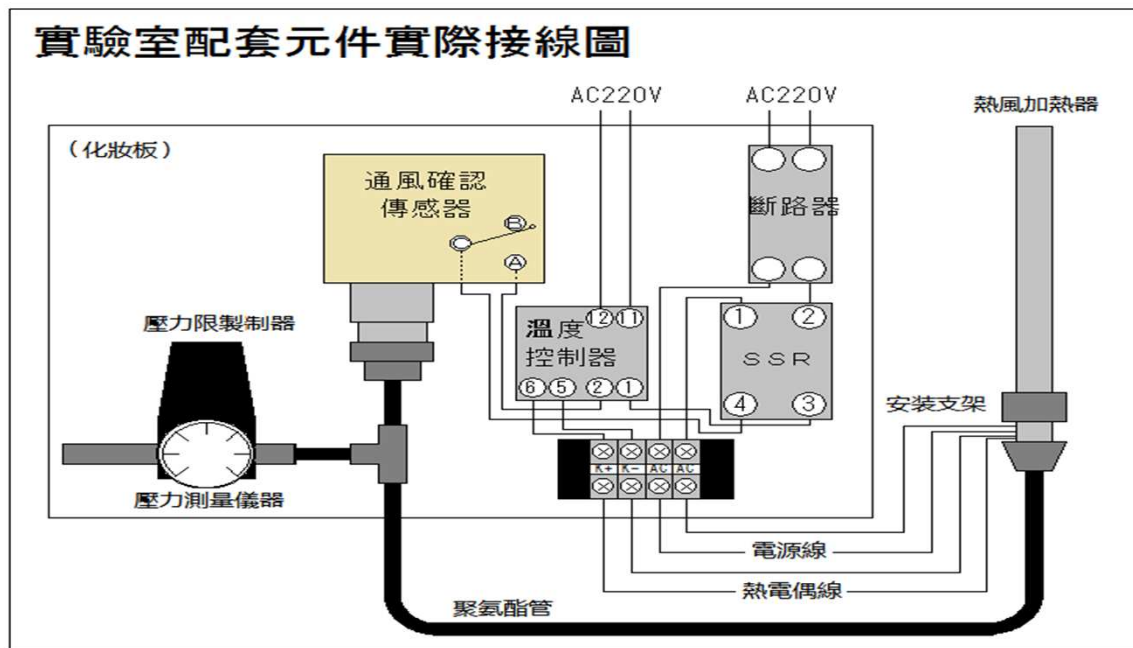 實驗室配套元件實際接線圖
AC220V
AC220V
熱風加熱器
(化妝板)
通風確認
傳感器
B
A
斷路器
壓力限製制器
12
11
溫度
控制器
6
5
2
1
1
2
SSR
4
3
安装支架
K+
K-
AC
AC
壓力測量儀器
電源線
熱電偶線
聚氨酯管